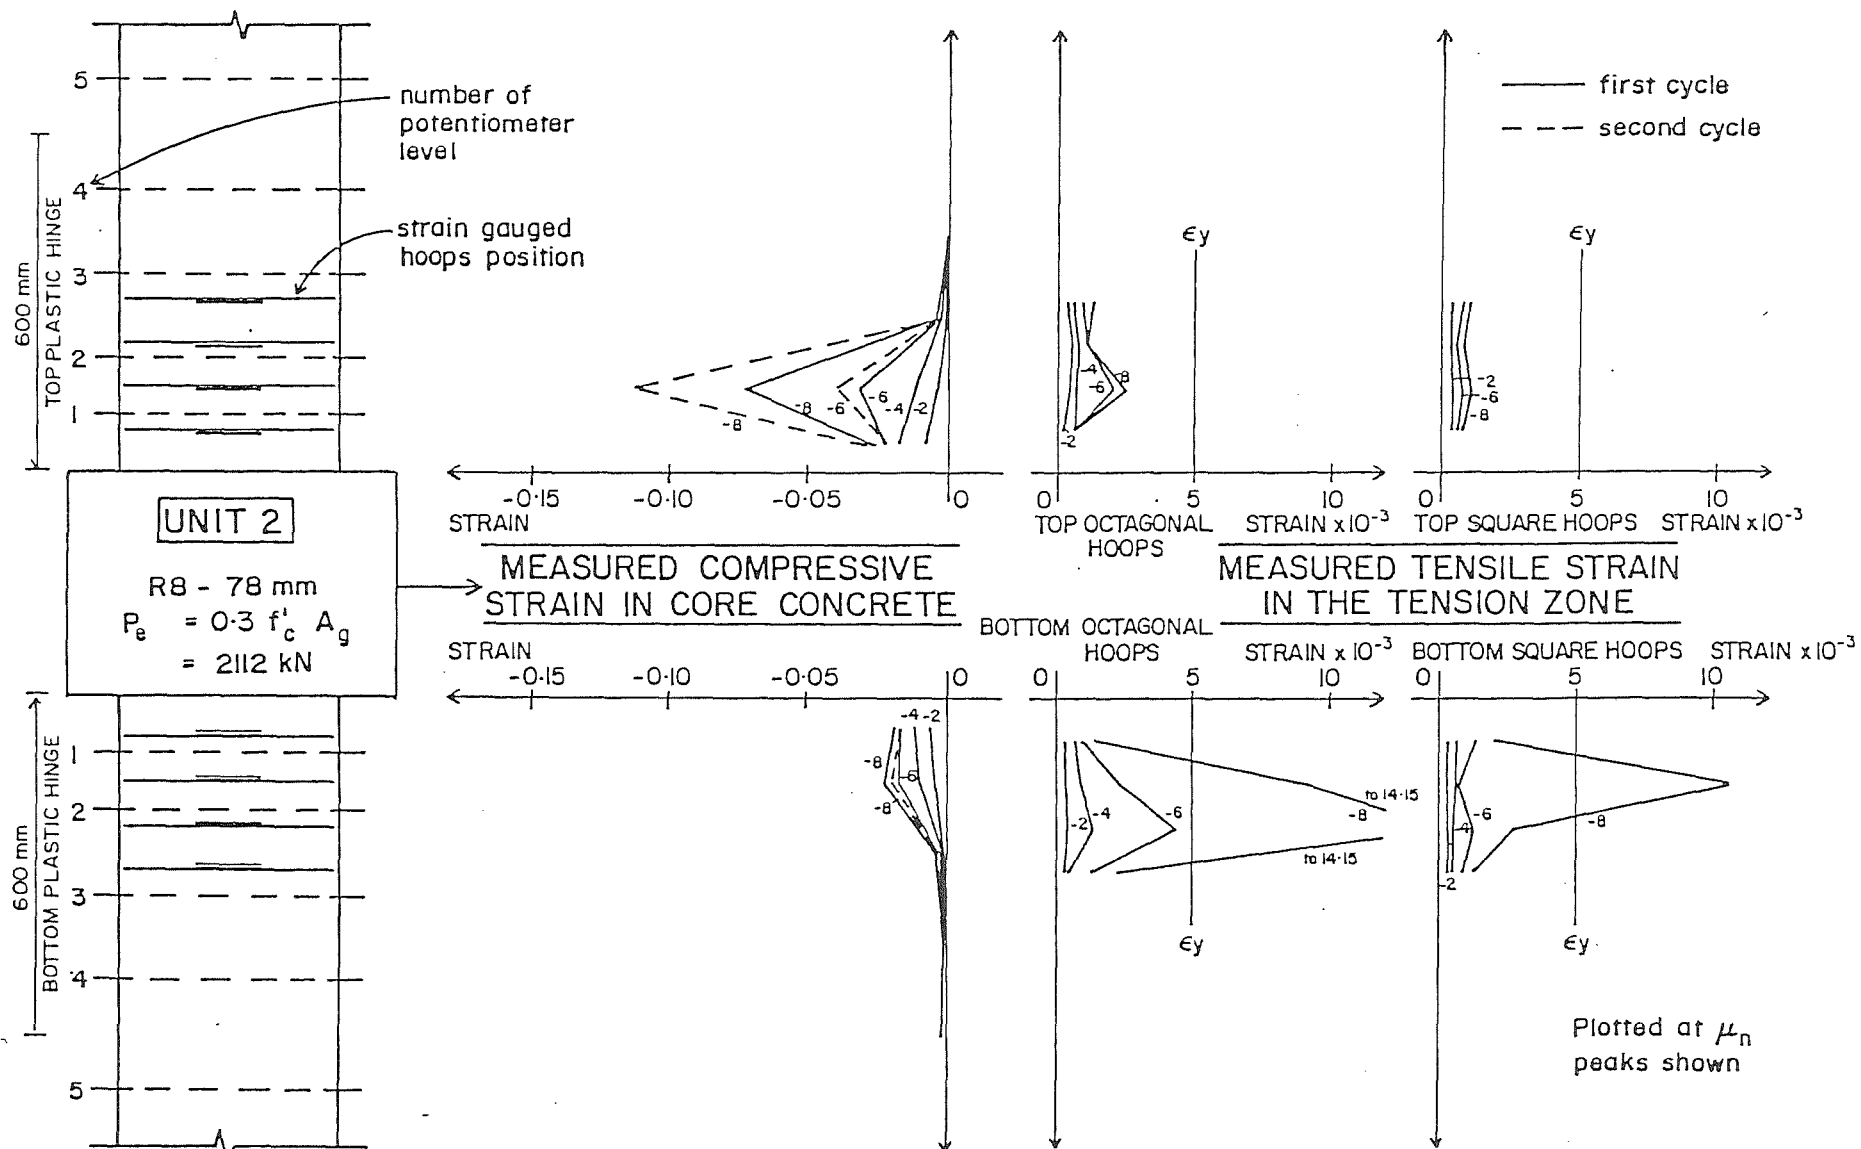 5
number of
potentiometer
level
4
strain gauged
hoops position
3
2
1
600 mm
TOP PLASTIC HINGE
first cycle
second cycle
-8
-8
-6
-6
-4
-2
-0·15
-0·10
-0·05
0
STRAIN
ϵy
-4
-6
-8
-2
0
5
10
TOP OCTAGONAL
HOOPS
STRAIN x10⁻³
ϵy
-2
-6
-8
0
5
10
TOP SQUARE HOOPS
STRAIN x10⁻³
UNIT 2
R8 - 78 mm
Pe = 0·3 f'c Ag
= 2112 kN
MEASURED COMPRESSIVE
STRAIN IN CORE CONCRETE
MEASURED TENSILE STRAIN
IN THE TENSION ZONE
STRAIN
-0·15
-0·10
-0·05
0
-4
-2
-8
-6
-8
BOTTOM OCTAGONAL
HOOPS
STRAIN x 10⁻³
0
5
10
-2
-4
-6
to 14·15
-8
to 14·15
ϵy
BOTTOM SQUARE HOOPS
STRAIN x10⁻³
0
5
10
-4
-6
-8
-2
ϵy
1
2
3
4
5
600 mm
BOTTOM PLASTIC HINGE
Plotted at μn
peaks shown